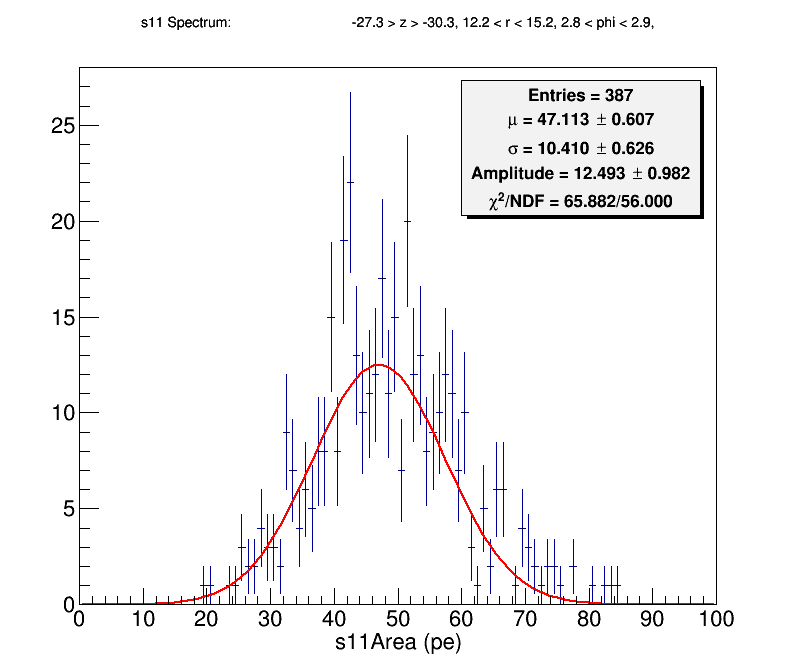 s11 Spectrum: -27.3 > z > -30.3, 12.2 < r < 15.2, 2.8 < phi < 2.9,
Entries = 387
μ = 47.113 ± 0.607
σ = 10.410 ± 0.626
Amplitude = 12.493 ± 0.982
χ²/NDF = 65.882/56.000
25
20
15
10
5
0
0 10 20 30 40 50 60 70 80 90 100
s11Area (pe)